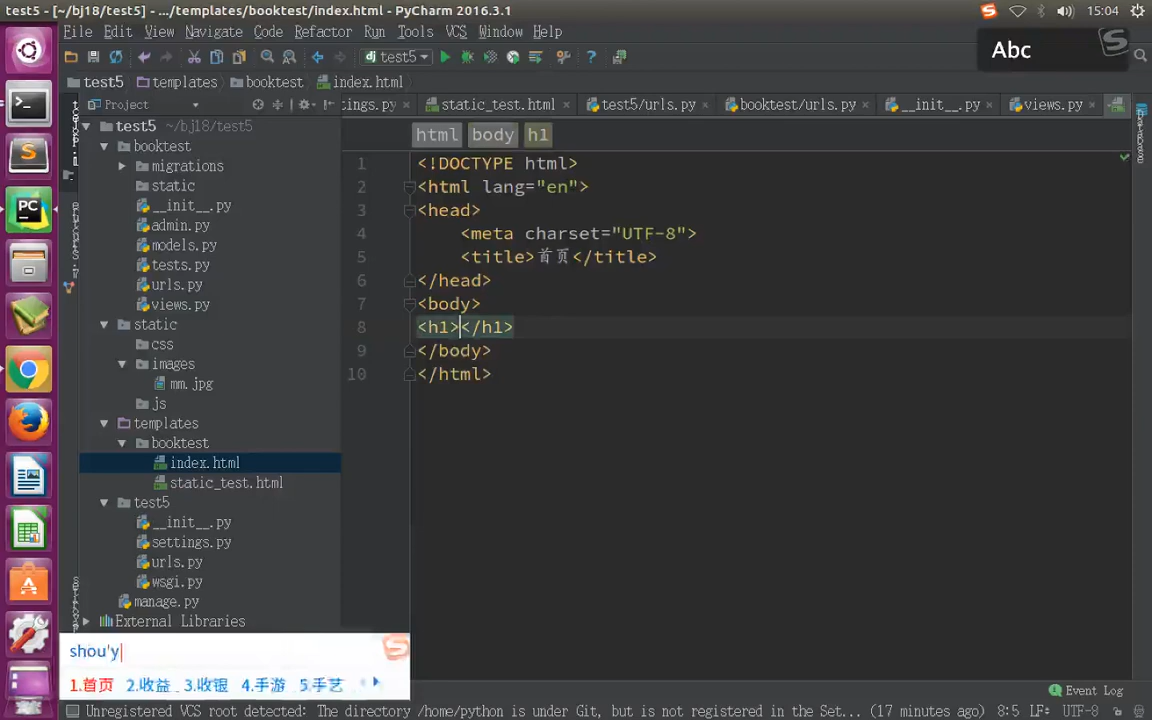 test5 - [~/bj18/test5] - .../templates/booktest/index.html - PyCharm 2016.3.1
15:04
File Edit View Navigate Code Refactor Run Tools VCS Window Help
Abc
dj test5
test5 templates booktest index.html
Project
tings.py static_test.html test5/urls.py booktest/urls.py __init__.py views.py
html body h1
test5 ~/bj18/test5
booktest
migrations
static
__init__.py
admin.py
models.py
tests.py
urls.py
views.py
static
css
images
mm.jpg
js
templates
booktest
index.html
static_test.html
test5
__init__.py
settings.py
urls.py
wsgi.py
manage.py
External Libraries
1 <!DOCTYPE html>
2 <html lang="en">
3 <head>
4 <meta charset="UTF-8">
5 <title>首页</title>
6 </head>
7 <body>
8 <h1></h1>
9 </body>
10 </html>
shou'y
1.首页 2.收益 3.收银 4.手游 5.手艺
Event Log
Unregistered VCS root detected: The directory /home/python is under Git, but is not registered in the Set... (17 minutes ago) 8:5 LF÷ UTF-8